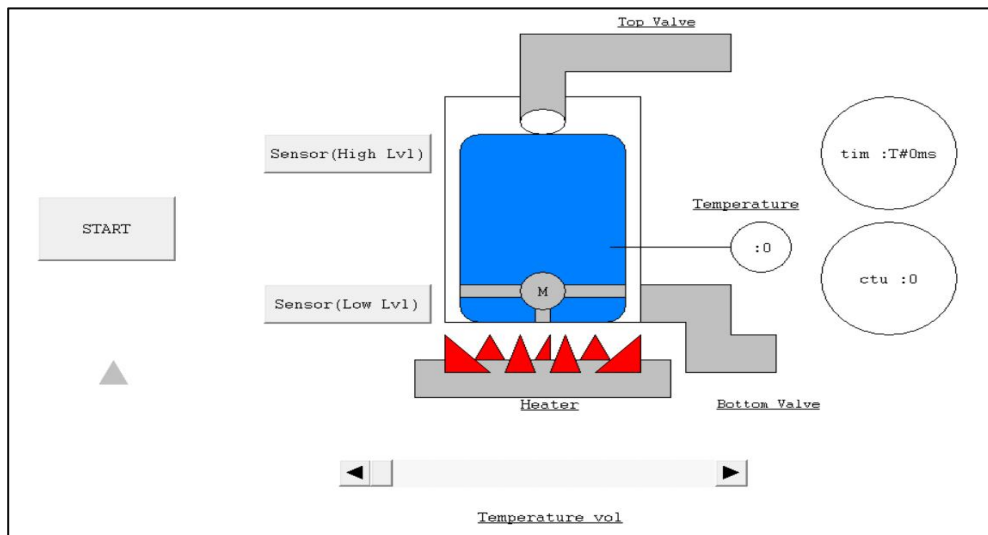 Top Valve
Sensor(High Lvl)
tim :T#0ms
START
Temperature
:0
ctu :0
Sensor(Low Lvl)
M
Heater
Bottom Valve
Temperature vol